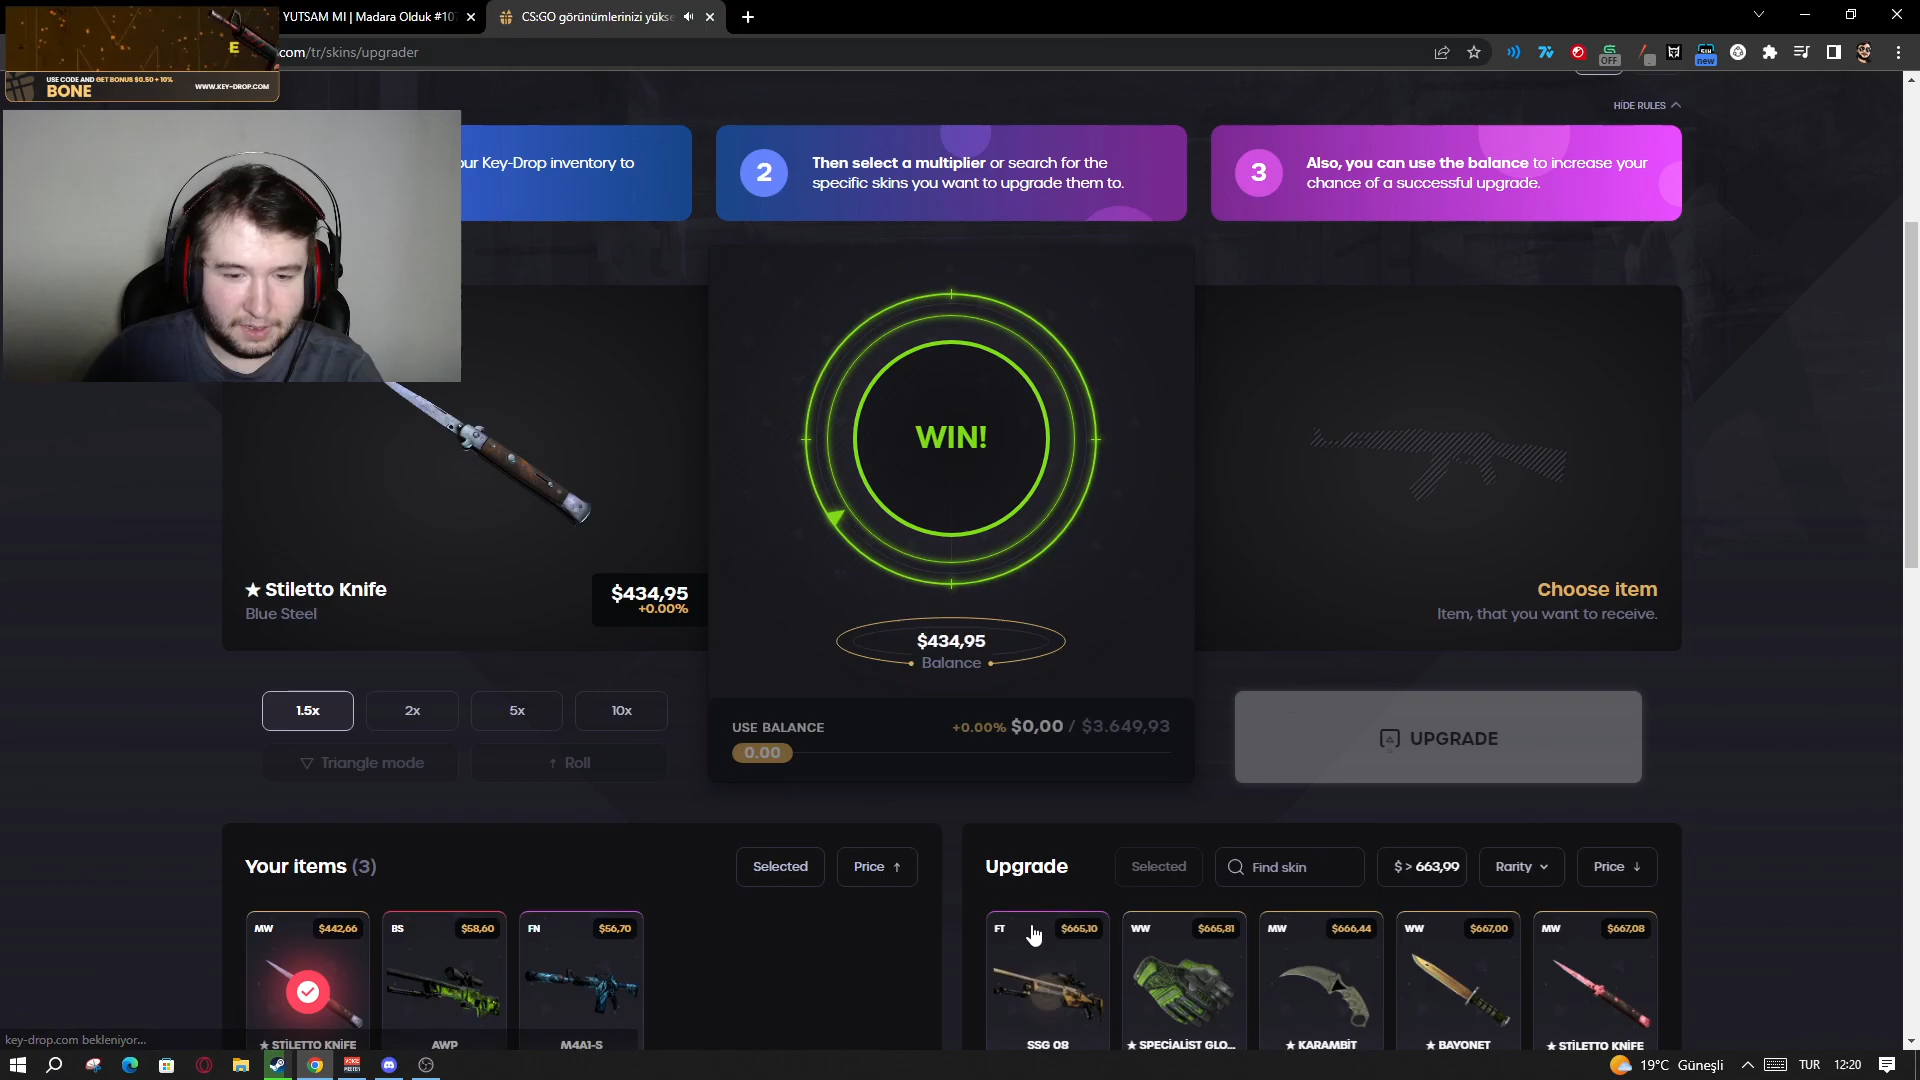 YUTSAM MI | Madara Olduk #107
CS:GO görünümlerinizi yükse
E
.com/tr/skins/upgrader
OFF
new
USE CODE AND GET BONUS $0.50 + 10%
BONE
WWW.KEY-DROP.COM
HİDE RULES
our Key-Drop inventory to
2
Then select a multiplier or search for the
specific skins you want to upgrade them to.
3
Also, you can use the balance to increase your
chance of a successful upgrade.
WIN!
★ Stiletto Knife
Blue Steel
$434,95
+0.00%
Choose item
Item, that you want to receive.
$434,95
Balance
1.5x
2x
5x
10x
Triangle mode
↑ Roll
USE BALANCE
+0.00% $0,00 / $3.649,93
0.00
UPGRADE
Your items (3)
Selected
Price ↑
Upgrade
Selected
Find skin
$ > 663,99
Rarity
Price ↓
MW $442,66
BS $58,60
FN $56,70
FT $665,10
WW $665,81
MW $666,44
WW $667,00
MW $667,08
★ STİLETTO KNİFE
AWP
M4A1-S
SSG 08
★ SPECİALİST GLO...
★ KARAMBİT
★ BAYONET
★ STİLETTO KNİFE
key-drop.com bekleniyor...
19°C Güneşli
TUR
12:20